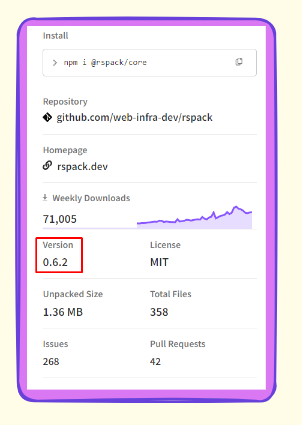 Install
> npm i @rspack/core
Repository
github.com/web-infra-dev/rspack
Homepage
rspack.dev
Weekly Downloads
71,005
Version
License
0.6.2
MIT
Unpacked Size
Total Files
1.36 MB
358
Issues
Pull Requests
268
42